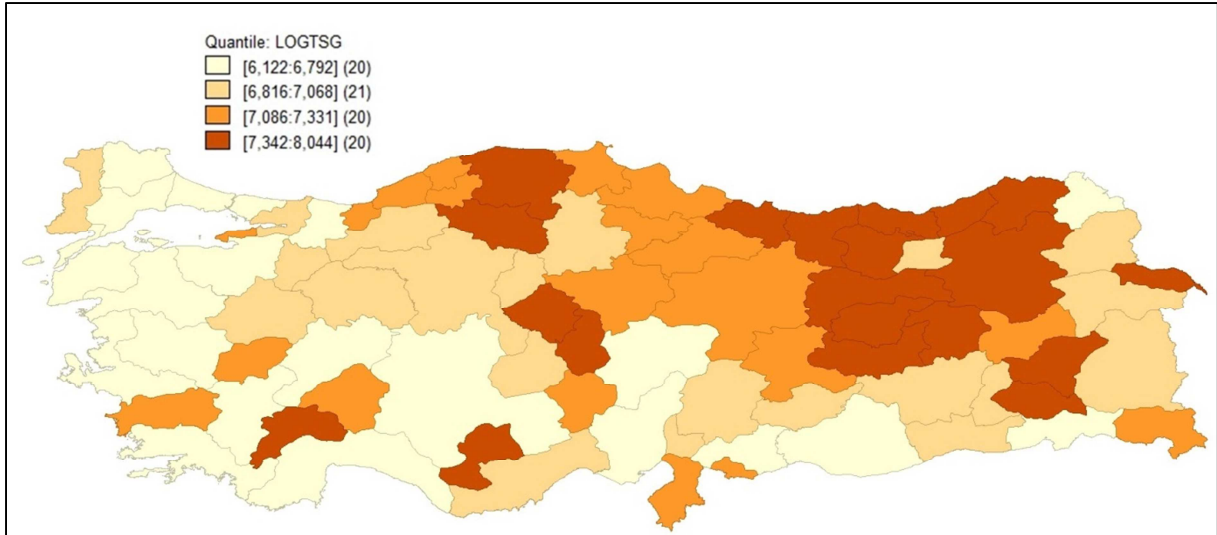 Quantile: LOGTSG
[6,122:6,792] (20)
[6,816:7,068] (21)
[7,086:7,331] (20)
[7,342:8,044] (20)